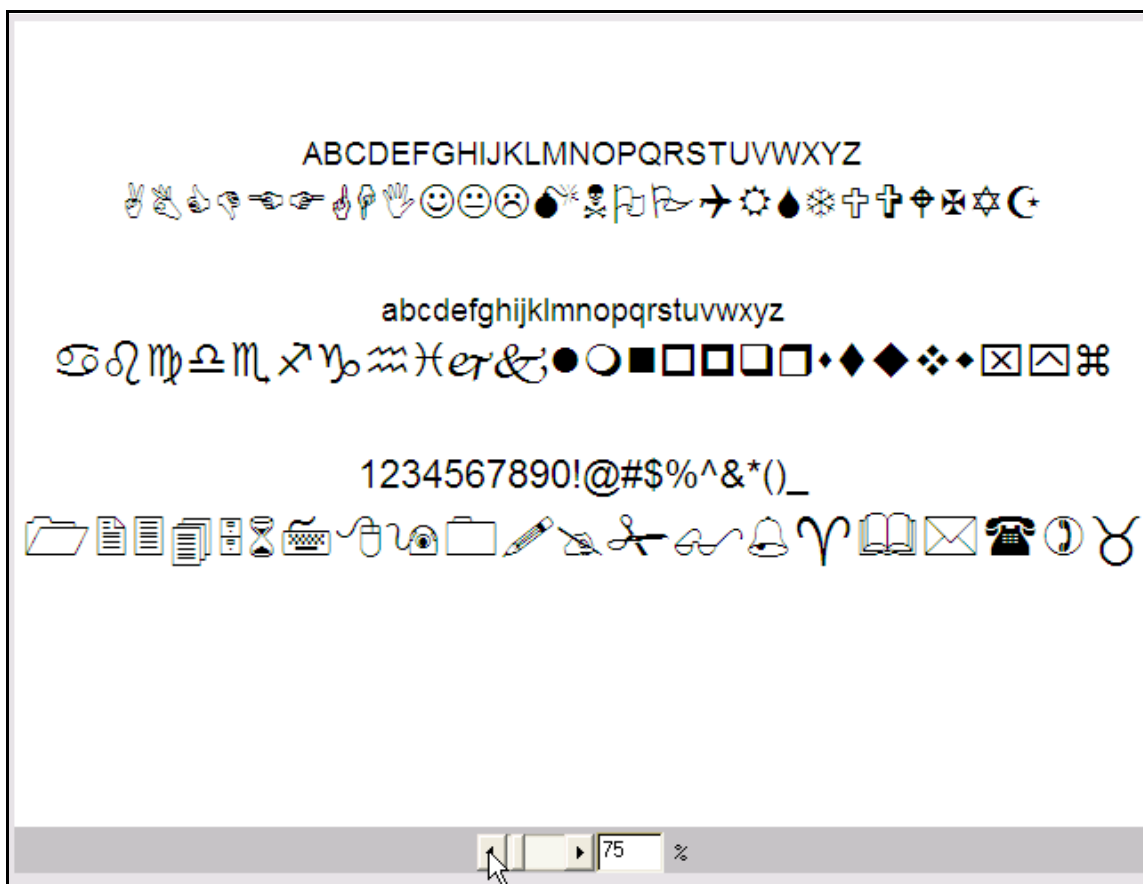 ABCDEFGHIJKLMNOPQRSTUVWXYZ
✌👌👍👎☜☞☝☟🖐☺😐☹💣☠⚐🏱✈☼💧❄✞✞✠✠✡☪
abcdefghijklmnopqrstuvwxyz
♋♌♍♎♏♐♑♒♓🙰🙵●❍■□◻❑❒⬧⧫◆❖⬥⌧⍓⌘
1234567890!@#$%^&*()_
📂📄🗏🗐🗄⌛🖮🖰🖲📁✏✍✂👓🕭♈🕮✉☎✆♉
75 %